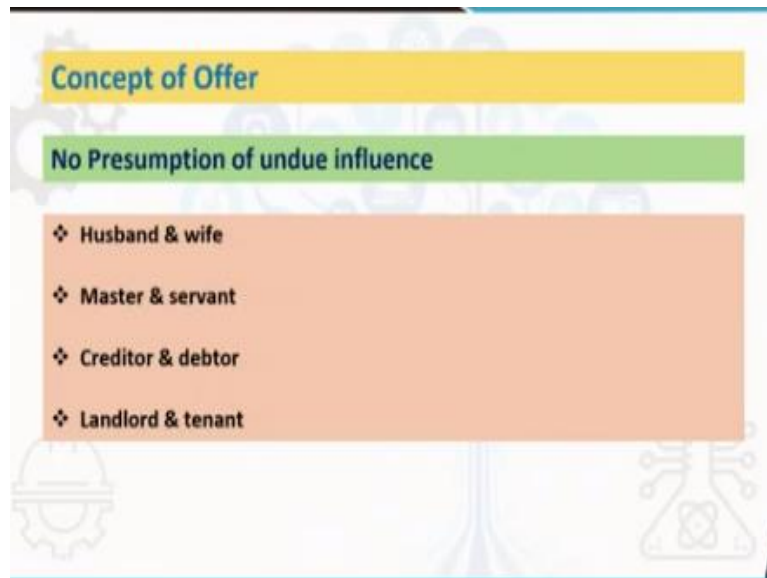 Concept of Offer
No Presumption of undue influence
❖ Husband & wife
❖ Master & servant
❖ Creditor & debtor
❖ Landlord & tenant